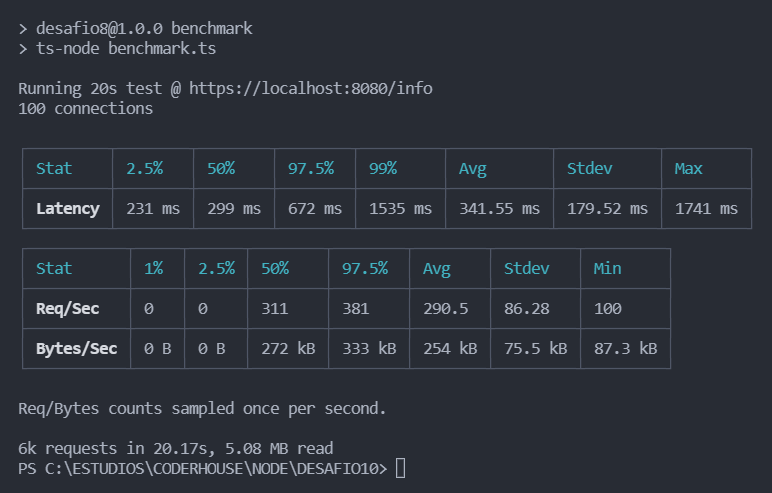 > desafio8@1.0.0 benchmark
> ts-node benchmark.ts
Running 20s test @ https://localhost:8080/info
100 connections
Stat 2.5% 50% 97.5% 99% Avg Stdev Max
Latency 231 ms 299 ms 672 ms 1535 ms 341.55 ms 179.52 ms 1741 ms
Stat 1% 2.5% 50% 97.5% Avg Stdev Min
Req/Sec 0 0 311 381 290.5 86.28 100
Bytes/Sec 0 B 0 B 272 kB 333 kB 254 kB 75.5 kB 87.3 kB
Req/Bytes counts sampled once per second.
6k requests in 20.17s, 5.08 MB read
PS C:\ESTUDIOS\CODERHOUSE\NODE\DESAFIO10>